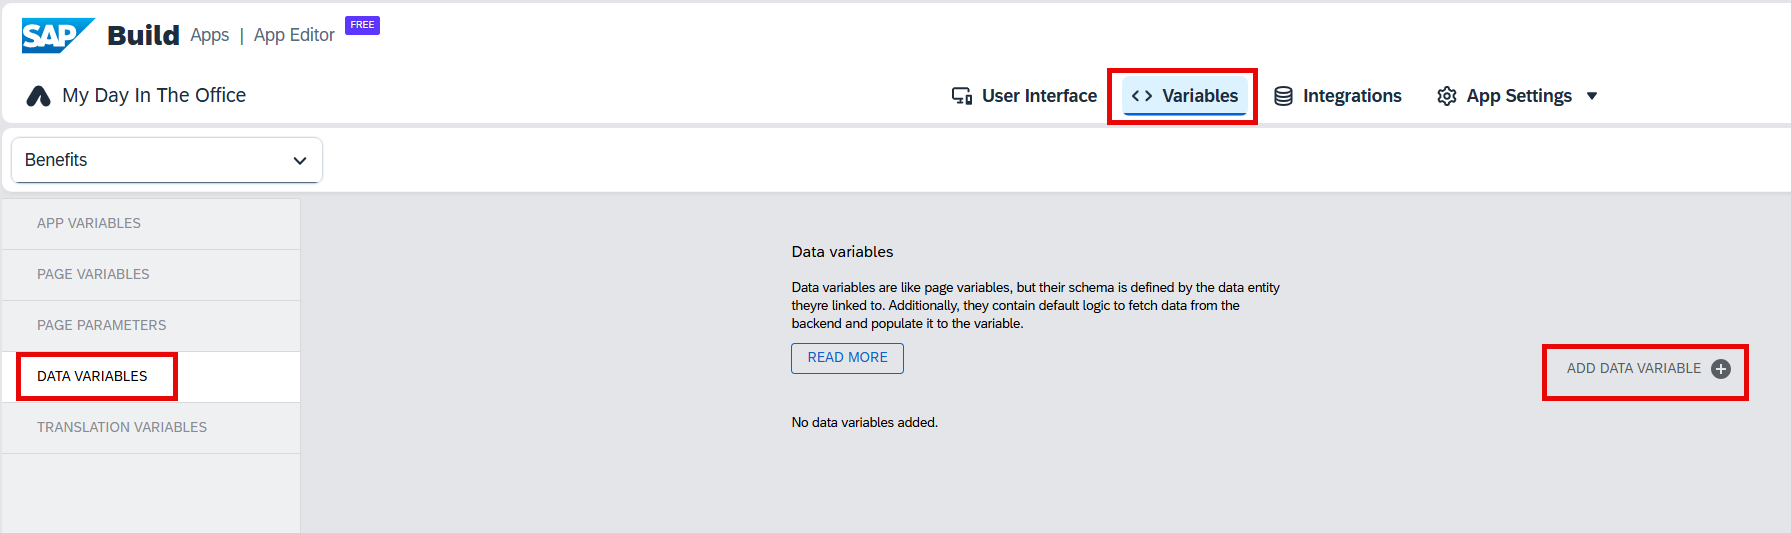 SAP Build Apps | App Editor FREE
My Day In The Office
User Interface
Variables
Integrations
App Settings
Benefits
APP VARIABLES
PAGE VARIABLES
PAGE PARAMETERS
DATA VARIABLES
TRANSLATION VARIABLES
Data variables
Data variables are like page variables, but their schema is defined by the data entity
theyre linked to. Additionally, they contain default logic to fetch data from the
backend and populate it to the variable.
READ MORE
ADD DATA VARIABLE
No data variables added.